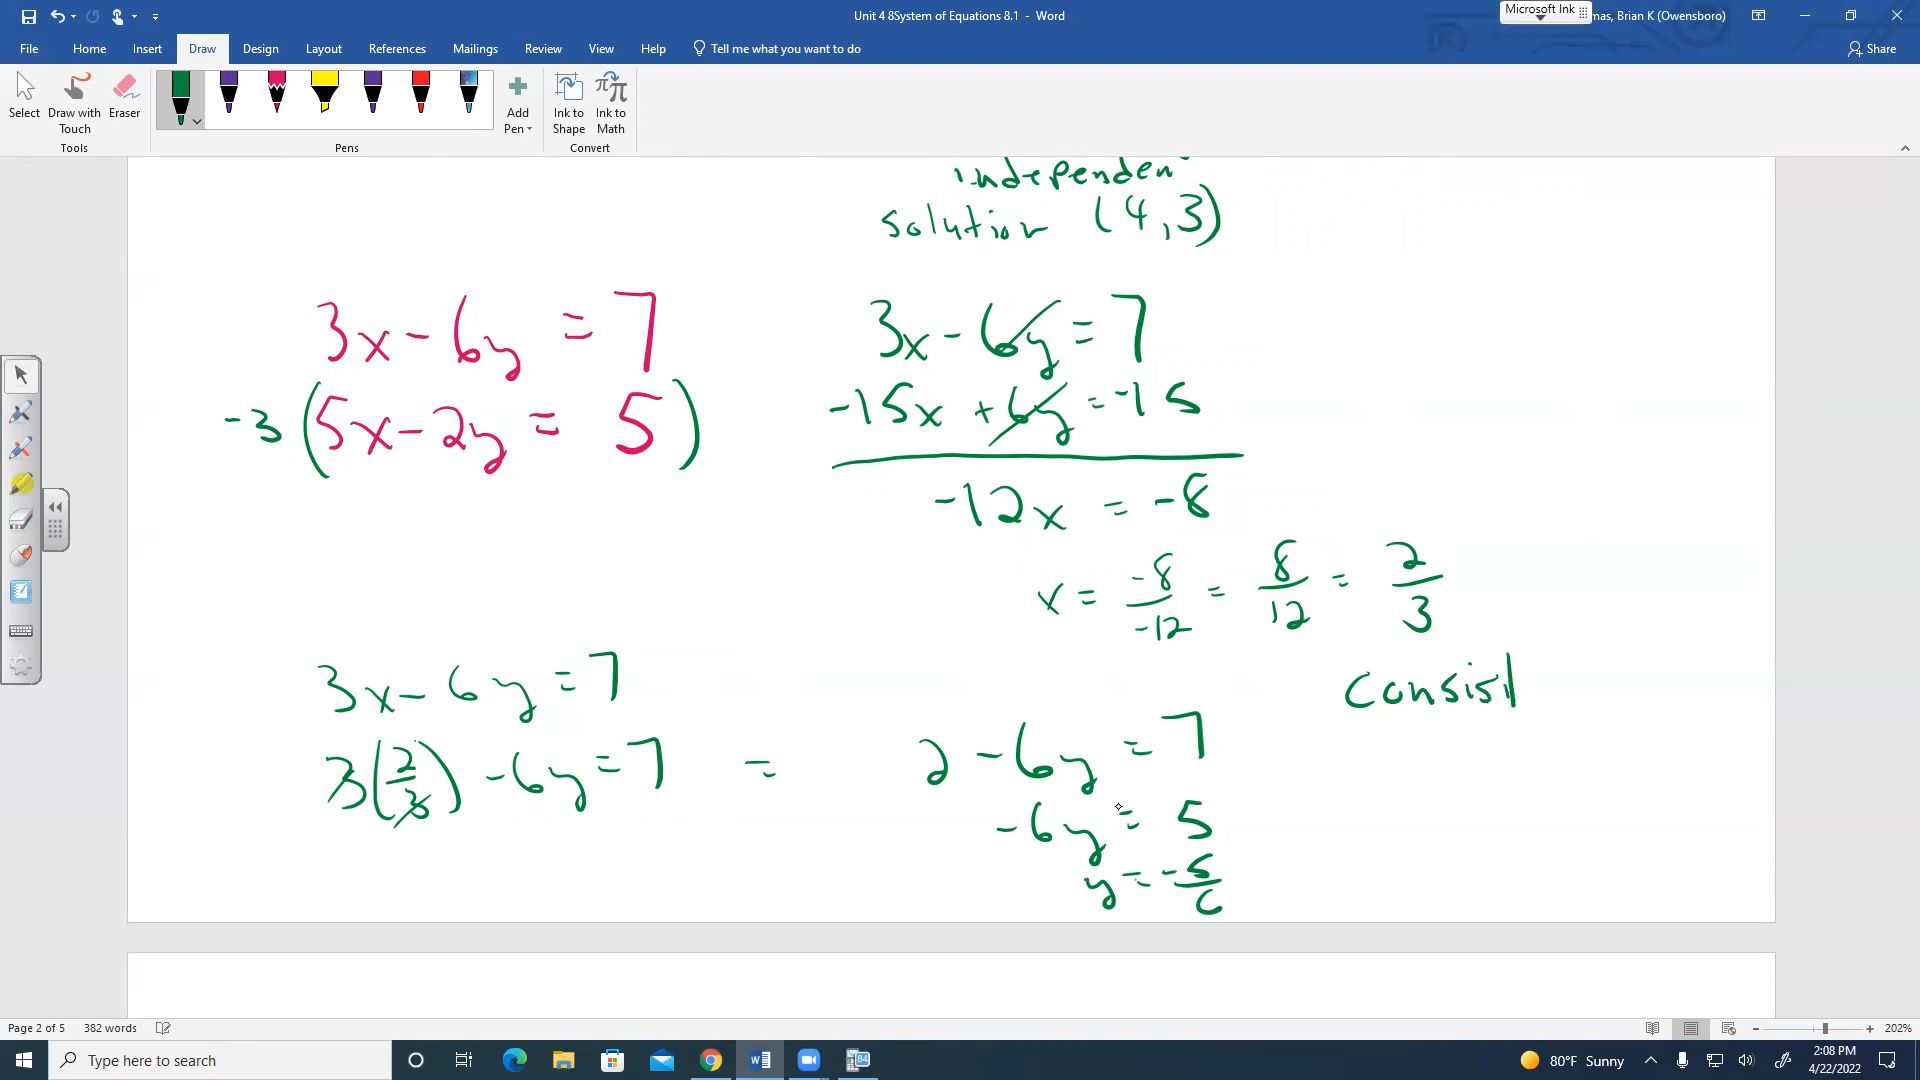 Unit 4 8System of Equations 8.1 - Word
Microsoft Ink
mas, Brian K (Owensboro)
File Home Insert Draw Design Layout References Mailings Review View Help Tell me what you want to do
Share
Select
Draw with Touch
Eraser
Add Pen
Ink to Shape
Ink to Math
Tools
Pens
Convert
independen
solution (4,3)
3x - 6y = 7
-3 (5x - 2y = 5)
3x - 6y = 7
-15x + 6y = -15
-12x = -8
x = -8/-12 = 8/12 = 2/3
consist
3x - 6y = 7
3(2/3) - 6y = 7 =
2 - 6y = 7
-6y = 5
y = -5/6
Page 2 of 5 382 words
202%
Type here to search
84
80°F Sunny
2:08 PM
4/22/2022